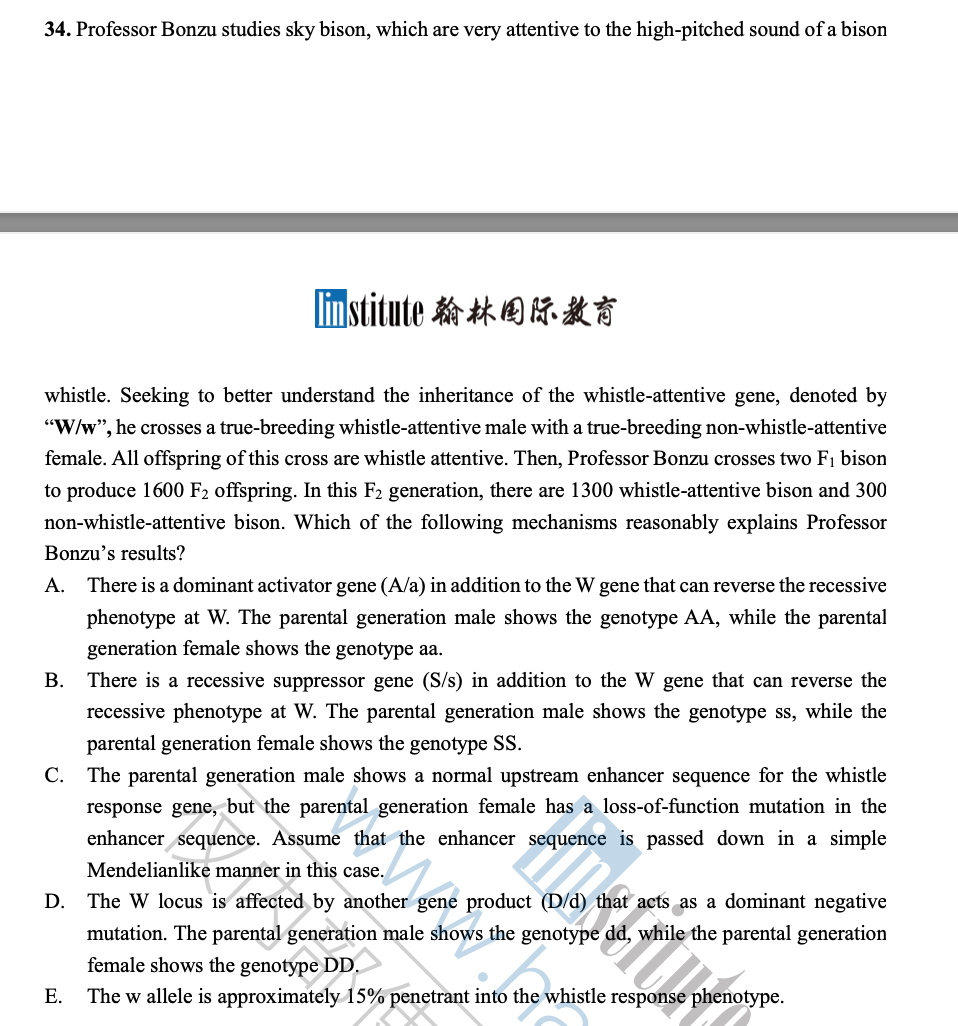 34. Professor Bonzu studies sky bison, which are very attentive to the high-pitched sound of a bison
linstitute 翰林国际教育
whistle. Seeking to better understand the inheritance of the whistle-attentive gene, denoted by
“W/w”, he crosses a true-breeding whistle-attentive male with a true-breeding non-whistle-attentive
female. All offspring of this cross are whistle attentive. Then, Professor Bonzu crosses two F₁ bison
to produce 1600 F₂ offspring. In this F₂ generation, there are 1300 whistle-attentive bison and 300
non-whistle-attentive bison. Which of the following mechanisms reasonably explains Professor
Bonzu’s results?
A. There is a dominant activator gene (A/a) in addition to the W gene that can reverse the recessive
phenotype at W. The parental generation male shows the genotype AA, while the parental
generation female shows the genotype aa.
B. There is a recessive suppressor gene (S/s) in addition to the W gene that can reverse the
recessive phenotype at W. The parental generation male shows the genotype ss, while the
parental generation female shows the genotype SS.
C. The parental generation male shows a normal upstream enhancer sequence for the whistle
response gene, but the parental generation female has a loss-of-function mutation in the
enhancer sequence. Assume that the enhancer sequence is passed down in a simple
Mendelianlike manner in this case.
D. The W locus is affected by another gene product (D/d) that acts as a dominant negative
mutation. The parental generation male shows the genotype dd, while the parental generation
female shows the genotype DD.
E. The w allele is approximately 15% penetrant into the whistle response phenotype.